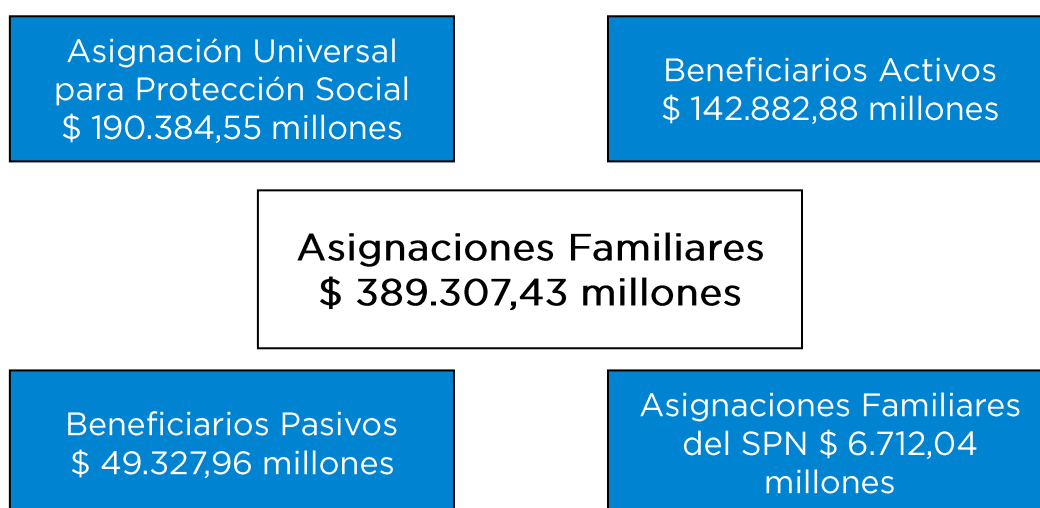 Asignación Universal
para Protección Social
$ 190.384,55 millones
Beneficiarios Activos
$ 142.882,88 millones
Asignaciones Familiares
$ 389.307,43 millones
Beneficiarios Pasivos
$ 49.327,96 millones
Asignaciones Familiares
del SPN $ 6.712,04
millones